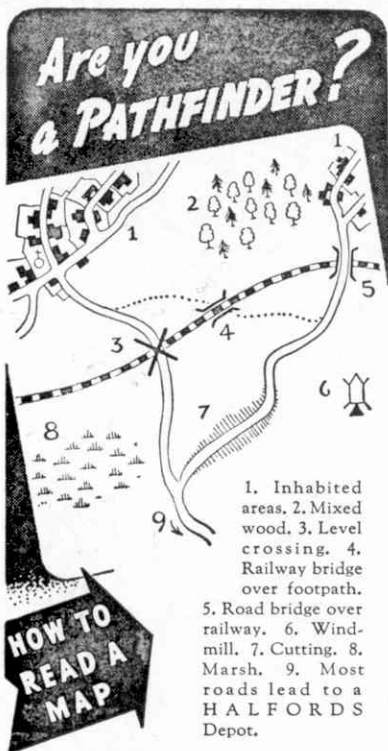 Are you
a PATHFINDER?
1
2
1
5
4
3
6
7
8
9
1. Inhabited
areas. 2. Mixed
wood. 3. Level
crossing. 4.
Railway bridge
over footpath.
5. Road bridge over
railway. 6. Wind-
mill. 7. Cutting. 8.
Marsh. 9. Most
roads lead to a
HALFORDS
Depot.
HOW TO
READ A
MAP